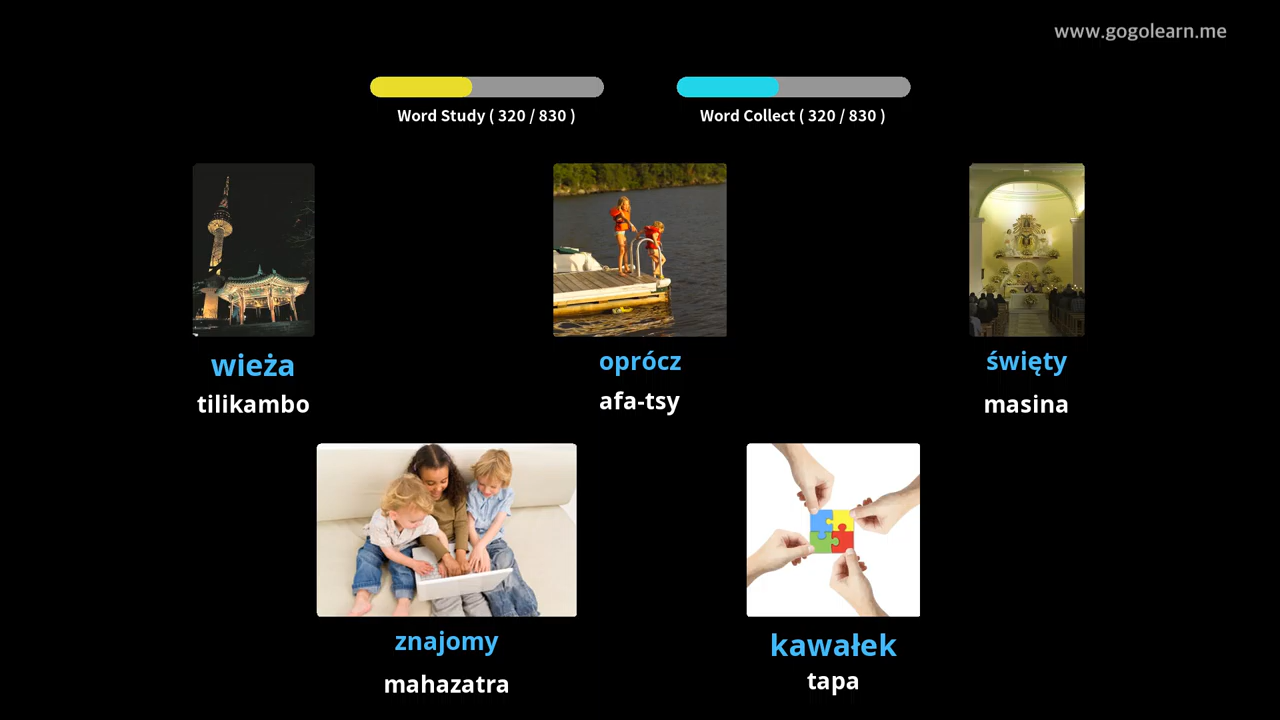 www.gogolearn.me
Word Study ( 320 / 830 )
Word Collect ( 320 / 830 )
wieża
oprócz
święty
tilikambo
afa-tsy
masina
znajomy
kawałek
mahazatra
tapa